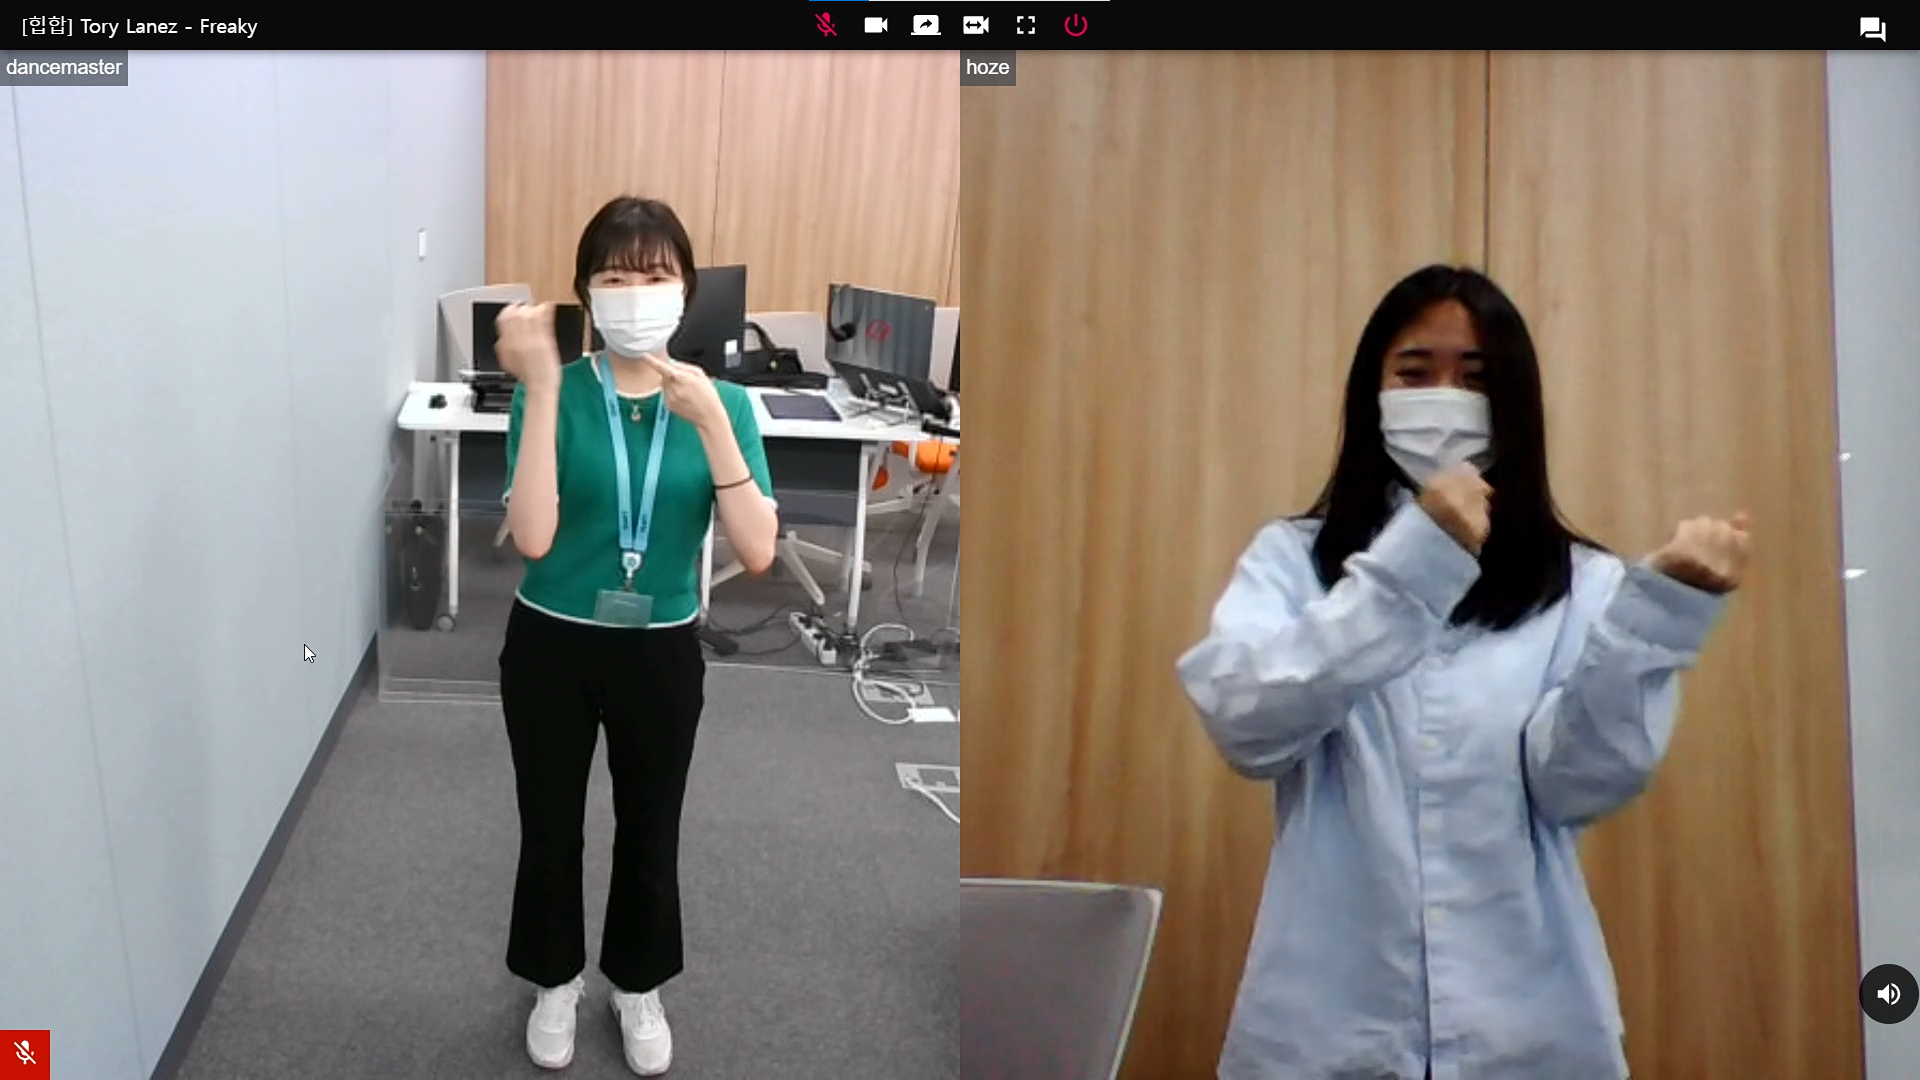 [힙합] Tory Lanez - Freaky
dancemaster
hoze